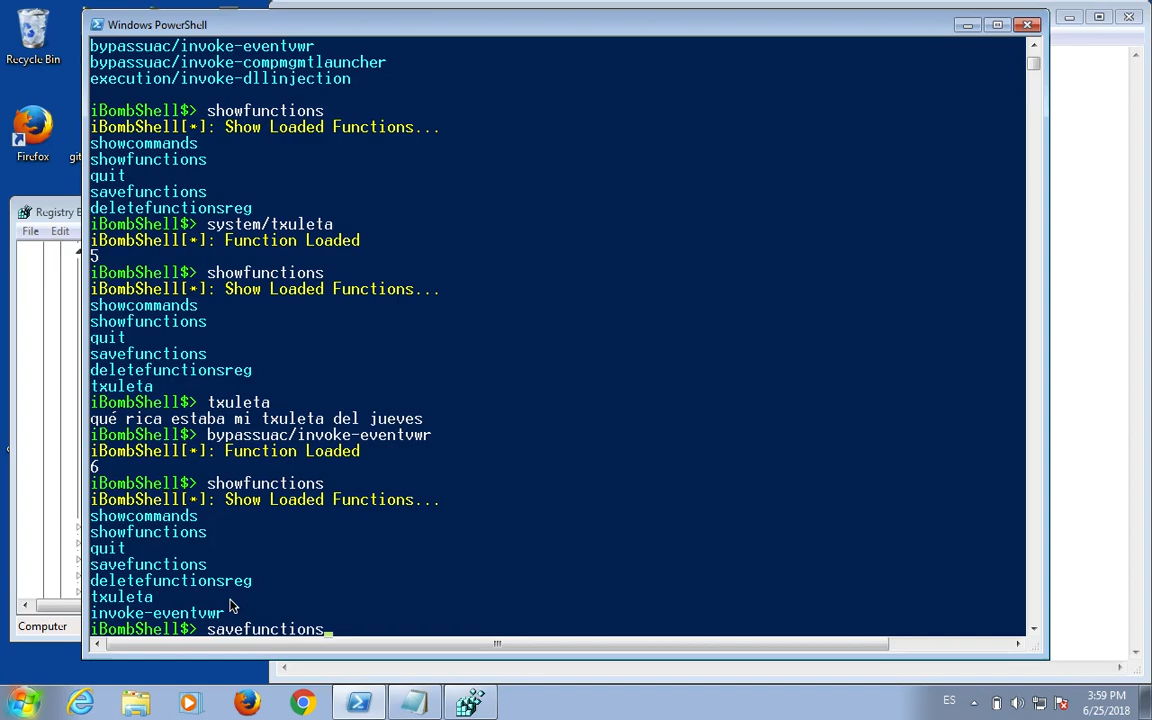 Recycle Bin
Firefox
git
Windows PowerShell
bypassuac/invoke-eventvwr
bypassuac/invoke-compmgmtlauncher
execution/invoke-dllinjection
iBombShell$> showfunctions
iBombShell[*]: Show Loaded Functions...
showcommands
showfunctions
quit
savefunctions
deletefunctionsreg
iBombShell$> system/txuleta
iBombShell[*]: Function Loaded
5
iBombShell$> showfunctions
iBombShell[*]: Show Loaded Functions...
showcommands
showfunctions
quit
savefunctions
deletefunctionsreg
txuleta
iBombShell$> txuleta
qué rica estaba mi txuleta del jueves
iBombShell$> bypassuac/invoke-eventvwr
iBombShell[*]: Function Loaded
6
iBombShell$> showfunctions
iBombShell[*]: Show Loaded Functions...
showcommands
showfunctions
quit
savefunctions
deletefunctionsreg
txuleta
invoke-eventvwr
iBombShell$> savefunctions
Registry E
File Edit
Computer
ES
3:59 PM
6/25/2018